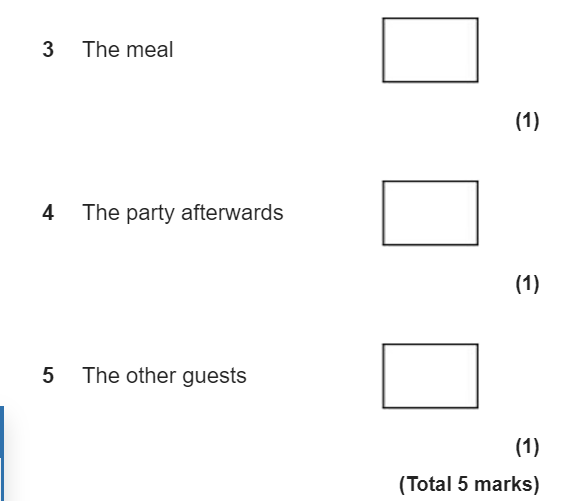 3 The meal
(1)
4 The party afterwards
(1)
5 The other guests
(1)
(Total 5 marks)